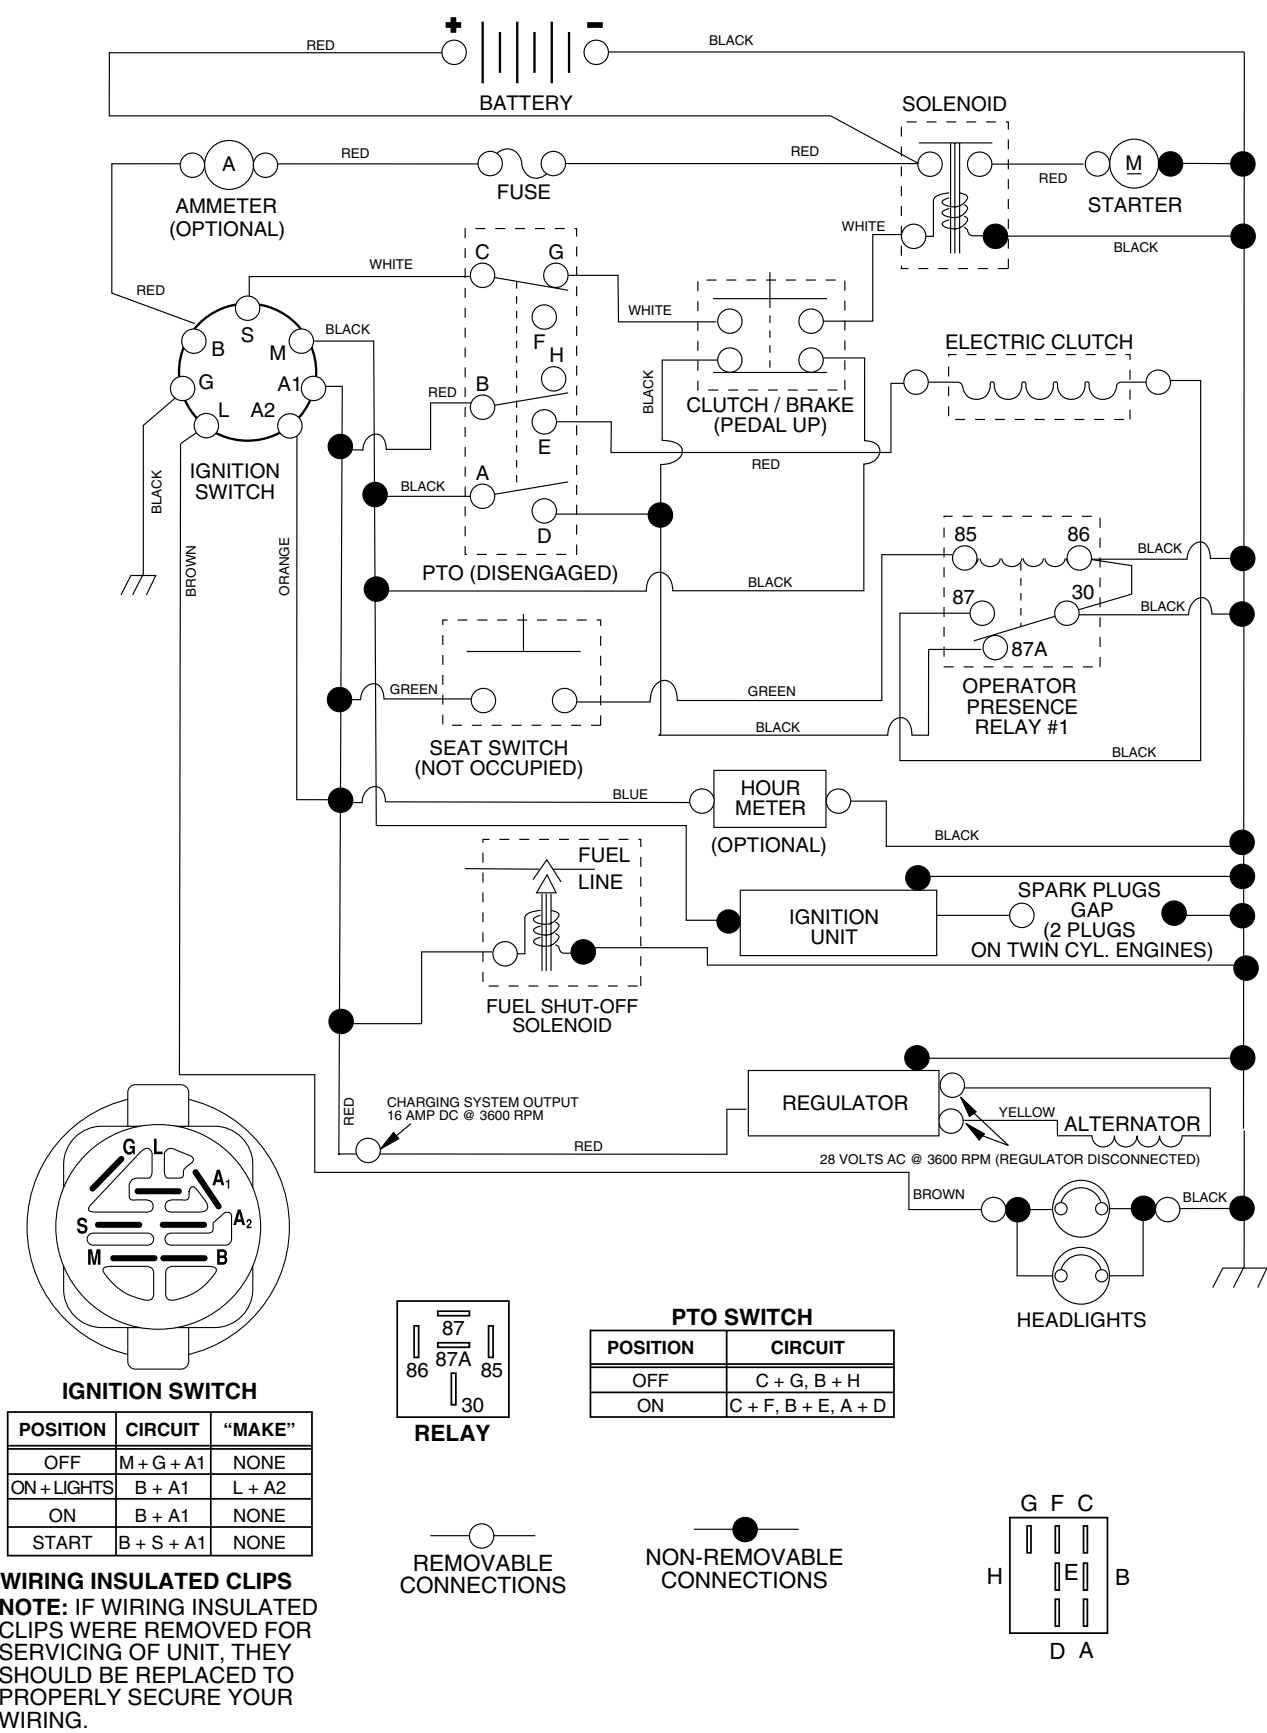 +
-
RED
BLACK
BATTERY
SOLENOID
A
RED
RED
M
FUSE
RED
STARTER
AMMETER
(OPTIONAL)
WHITE
BLACK
C
G
WHITE
RED
WHITE
F
S
BLACK
B
M
H
ELECTRIC CLUTCH
G
A1
B
RED
BLACK
L
A2
E
CLUTCH / BRAKE
(PEDAL UP)
RED
IGNITION
SWITCH
A
BLACK
BLACK
D
85
86
BLACK
BROWN
ORANGE
PTO (DISENGAGED)
BLACK
87
30
BLACK
87A
GREEN
GREEN
OPERATOR
PRESENCE
RELAY #1
BLACK
BLACK
SEAT SWITCH
(NOT OCCUPIED)
BLUE
HOUR
METER
(OPTIONAL)
BLACK
FUEL
LINE
IGNITION
UNIT
SPARK PLUGS
GAP
(2 PLUGS
ON TWIN CYL. ENGINES)
FUEL SHUT-OFF
SOLENOID
RED
CHARGING SYSTEM OUTPUT
16 AMP DC @ 3600 RPM
REGULATOR
YELLOW
ALTERNATOR
RED
28 VOLTS AC @ 3600 RPM (REGULATOR DISCONNECTED)
BROWN
BLACK
HEADLIGHTS
G
L
A1
S
A2
M
B
IGNITION SWITCH
POSITION CIRCUIT “MAKE”
OFF M + G + A1 NONE
ON + LIGHTS B + A1 L + A2
ON B + A1 NONE
START B + S + A1 NONE
WIRING INSULATED CLIPS
NOTE: IF WIRING INSULATED
CLIPS WERE REMOVED FOR
SERVICING OF UNIT, THEY
SHOULD BE REPLACED TO
PROPERLY SECURE YOUR
WIRING.
87
86
87A
85
30
RELAY
PTO SWITCH
POSITION CIRCUIT
OFF C + G, B + H
ON C + F, B + E, A + D
REMOVABLE
CONNECTIONS
NON-REMOVABLE
CONNECTIONS
G F C
H E B
D A